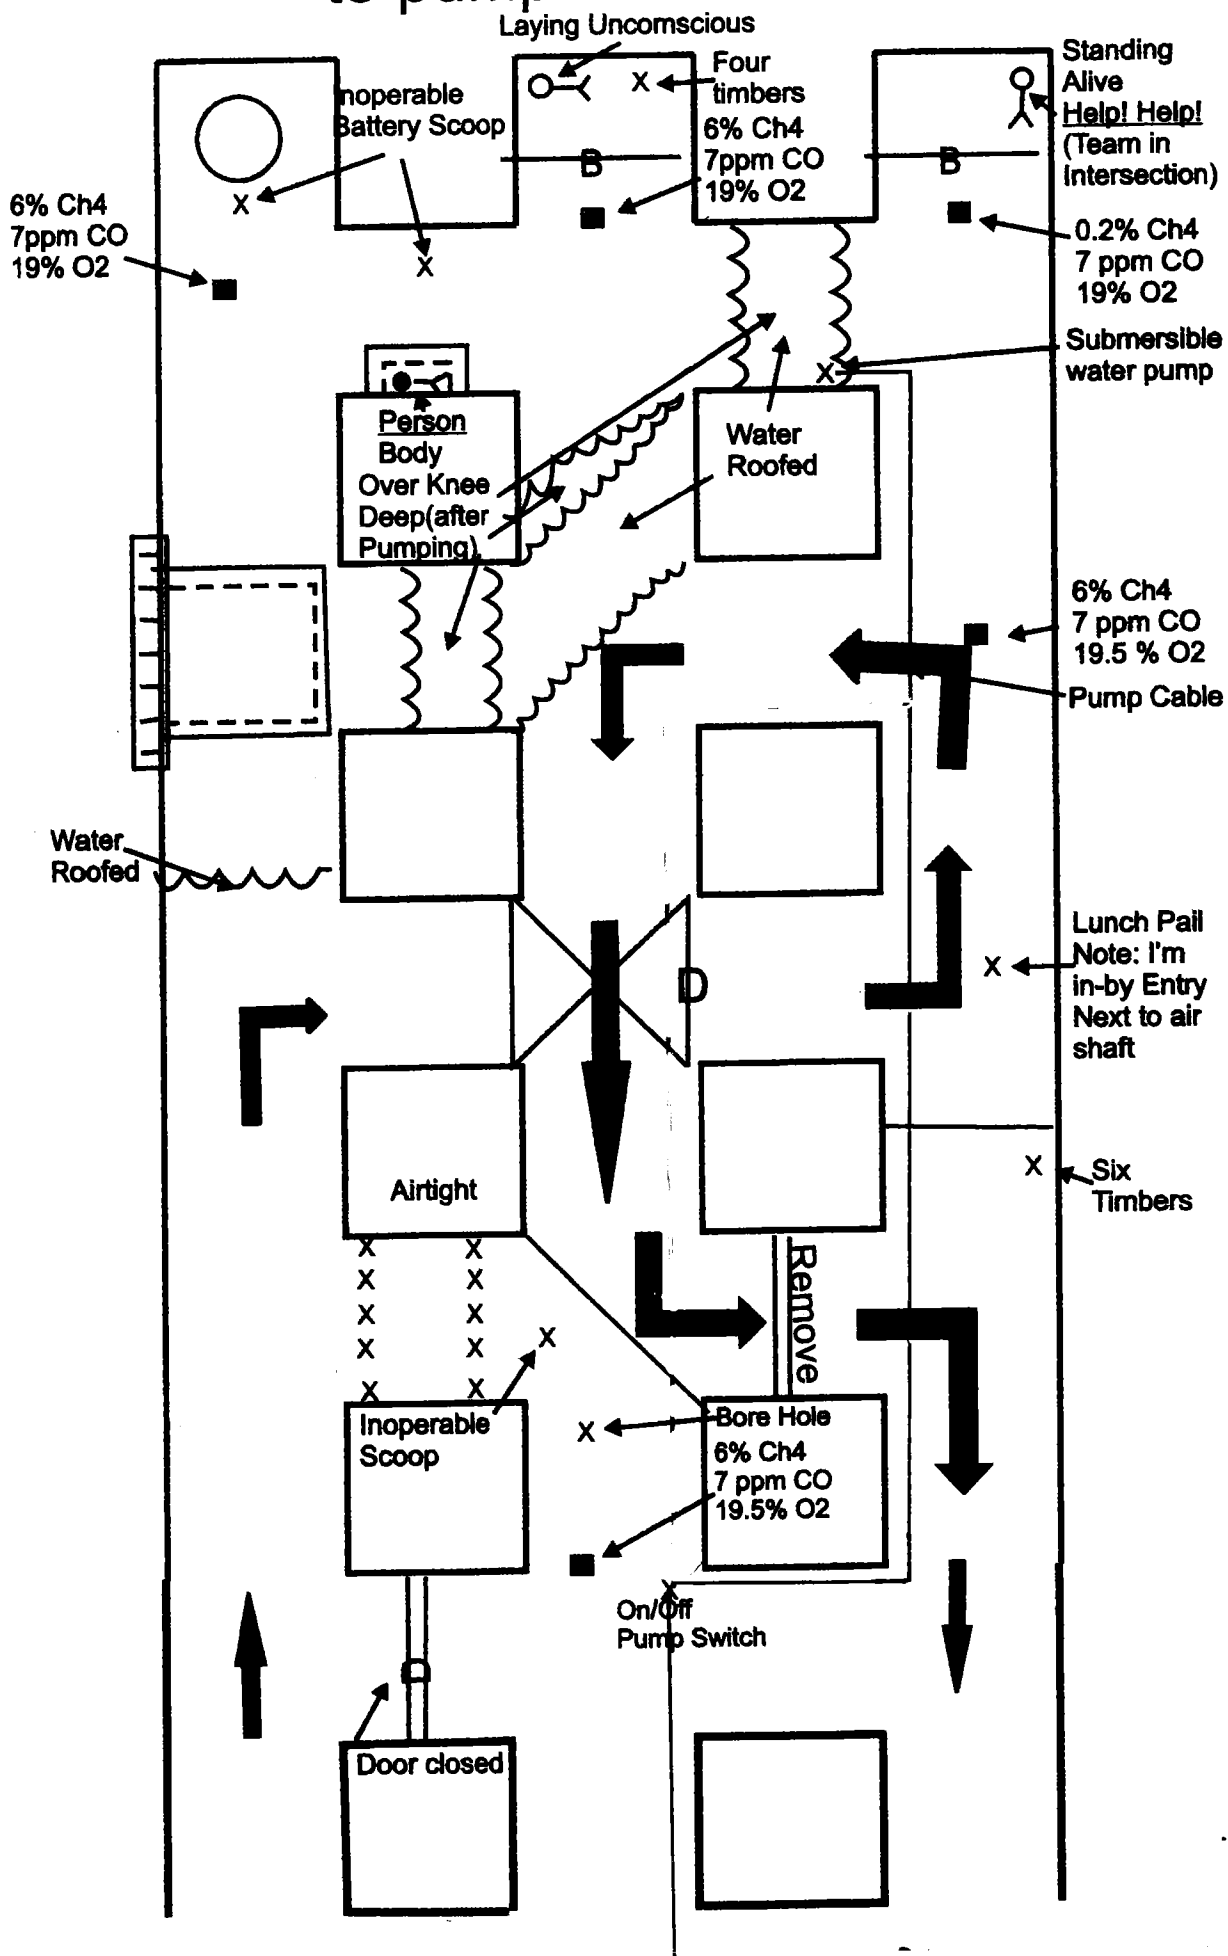 to pump
Laying Uncomscious
Four
timbers
Standing
Alive
Help! Help!
(Team in
Intersection)
Inoperable
Battery Scoop
6% Ch4
7ppm CO
19% O2
B
B
6% Ch4
7ppm CO
19% O2
0.2% Ch4
7 ppm CO
19% O2
X
X
X
Submersible
water pump
X
Person
Body
Over Knee
Deep(after
Pumping)
Water
Roofed
6% Ch4
7 ppm CO
19.5 % O2
Pump Cable
Water
Roofed
D
X
Lunch Pail
Note: I'm
in-by Entry
Next to air
shaft
X
Six
Timbers
Airtight
X X
X X
X X
X X
X X
X
Remove
Inoperable
Scoop
X
Bore Hole
6% Ch4
7 ppm CO
19.5% O2
X
On/Off
Pump Switch
D
Door closed